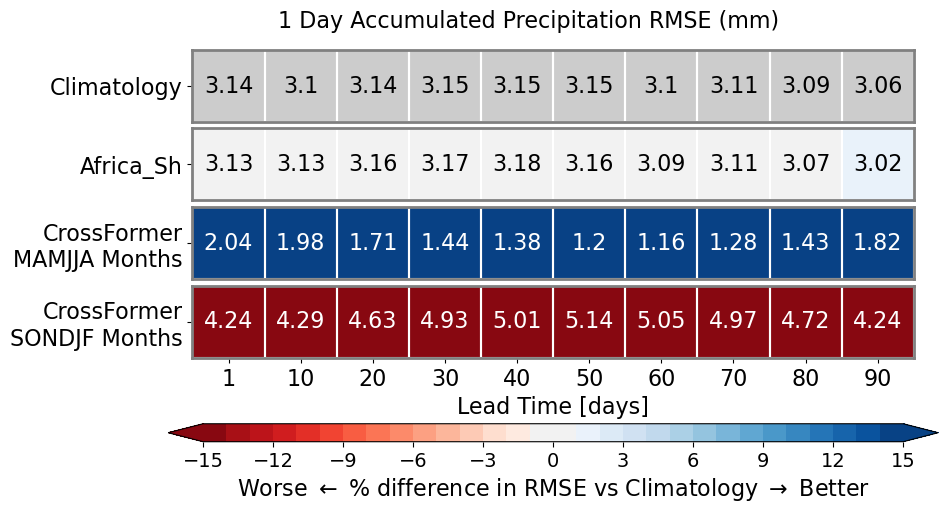 1 Day Accumulated Precipitation RMSE (mm)
Climatology 3.14 3.1 3.14 3.15 3.15 3.15 3.1 3.11 3.09 3.06
Africa_Sh 3.13 3.13 3.16 3.17 3.18 3.16 3.09 3.11 3.07 3.02
CrossFormer
MAMJJA Months 2.04 1.98 1.71 1.44 1.38 1.2 1.16 1.28 1.43 1.82
CrossFormer
SONDJF Months 4.24 4.29 4.63 4.93 5.01 5.14 5.05 4.97 4.72 4.24
1 10 20 30 40 50 60 70 80 90
Lead Time [days]
−15 −12 −9 −6 −3 0 3 6 9 12 15
Worse ← % difference in RMSE vs Climatology → Better